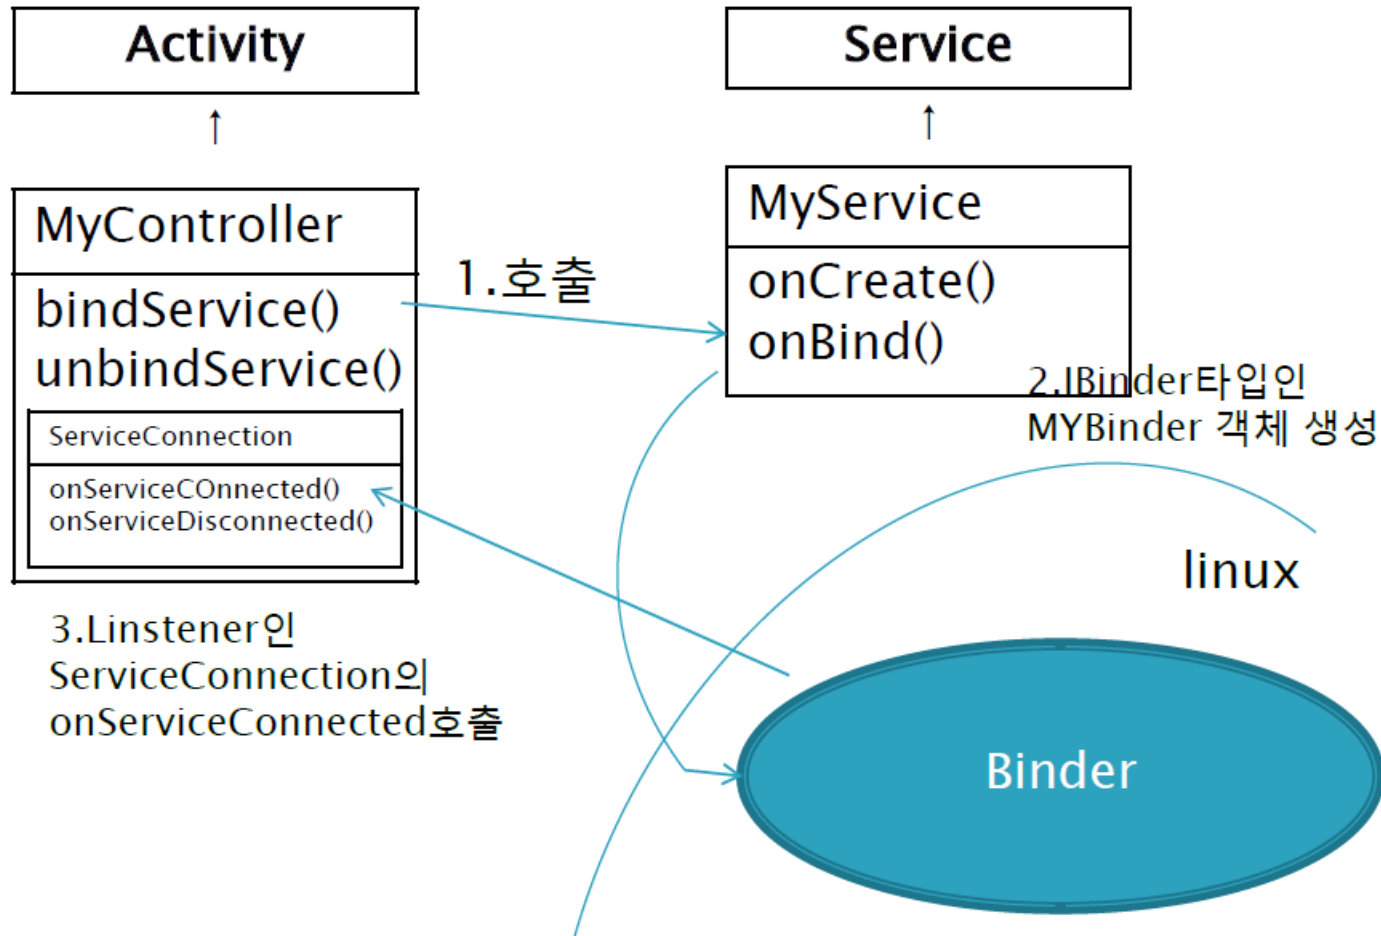 Activity
Service
↑
↑
MyController
bindService()
unbindService()
ServiceConnection
onServiceCOnnected()
onServiceDisconnected()
1.호출
MyService
onCreate()
onBind()
2.IBinder타입인
MYBinder 객체 생성
3.Linstener인
ServiceConnection의
onServiceConnected호출
linux
Binder